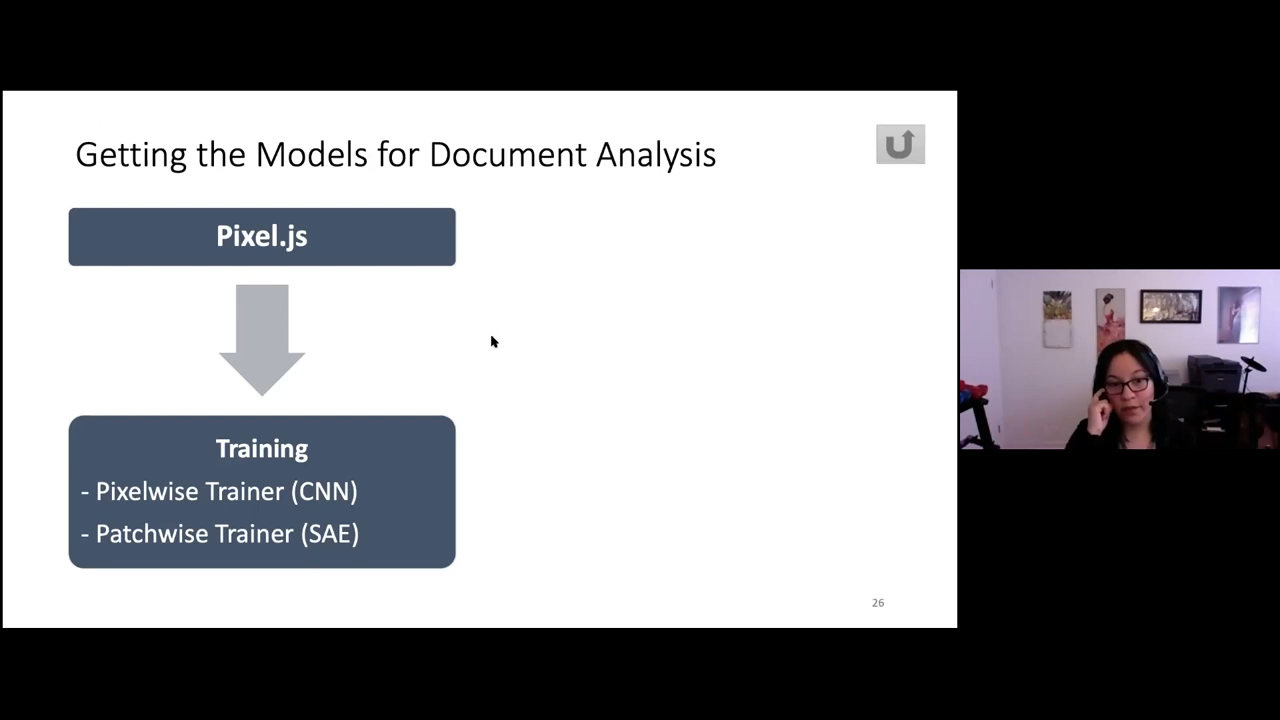 Getting the Models for Document Analysis
Pixel.js
Training
- Pixelwise Trainer (CNN)
- Patchwise Trainer (SAE)
26